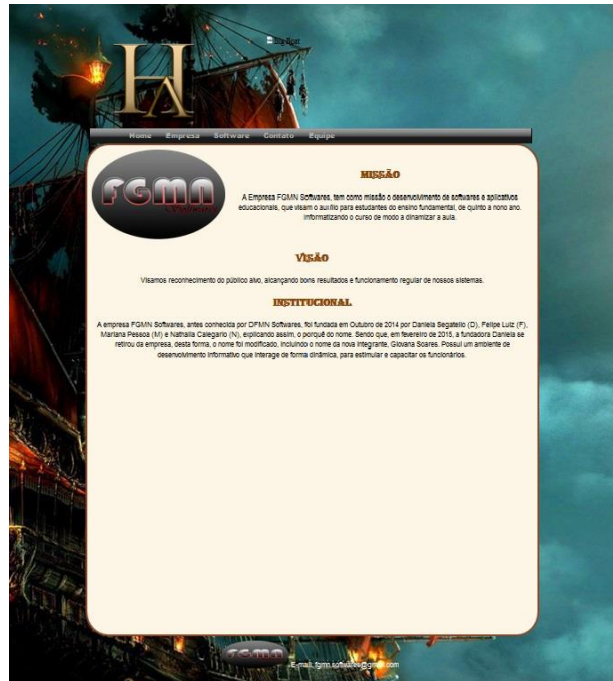 HA
Big Boat
Home Empresa Software Contato Equipe
FGMN
MISSÃO
A Empresa FGMN Softwares, tem como missão o desenvolvimento de softwares e aplicativos
educacionais, que visam o auxílio para estudantes do ensino fundamental, de quinto a nono ano.
Informatizando o curso de modo a dinamizar a aula.
VISÃO
Visamos reconhecimento do público alvo, alcançando bons resultados e funcionamento regular de nossos sistemas.
INSTITUCIONAL
A empresa FGMN Softwares, antes conhecida por DFMN Softwares, foi fundada em Outubro de 2014 por Daniela Segatello (D), Felipe Luiz (F),
Mariana Pessoa (M) e Nathalia Calegario (N), explicando assim, o porquê do nome. Sendo que, em fevereiro de 2015, a fundadora Daniela se
retirou da empresa, desta forma, o nome foi modificado, incluindo o nome da nova integrante, Giovana Soares. Possui um ambiente de
desenvolvimento informativo que interage de forma dinâmica, para estimular e capacitar os funcionários.
FGMN
E-mail: fgmn.softwares@gmail.com